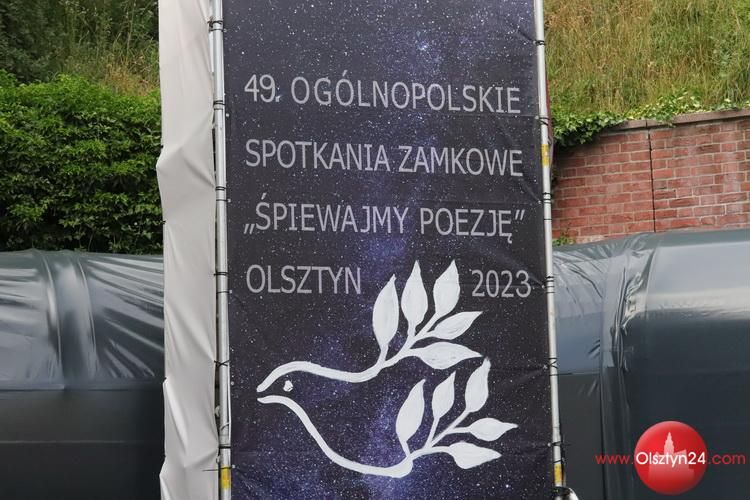 49. OGÓLNOPOLSKIE
SPOTKANIA ZAMKOWE
„ŚPIEWAJMY POEZJĘ”
OLSZTYN 2023
www.Olsztyn24.com